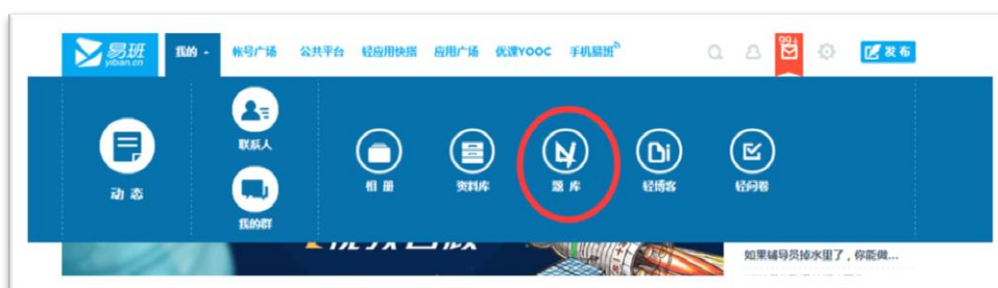 易班
yiban.cn
我的
帐号广场
公共平台
轻应用快搭
应用广场
优课YOOC
手机易班
99+
发布
动态
联系人
我的群
相册
资料库
题库
轻博客
轻问卷
如果辅导员掉水里了，你能做...